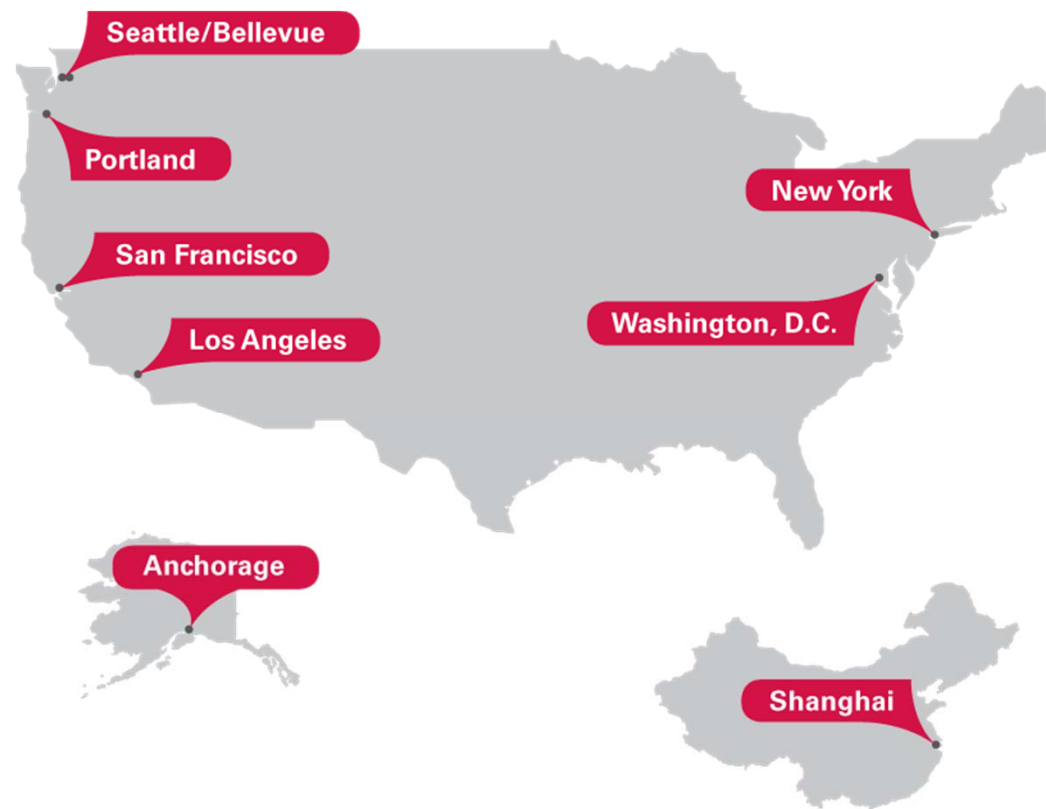 Seattle/Bellevue
Portland
New York
San Francisco
Washington, D.C.
Los Angeles
Anchorage
Shanghai